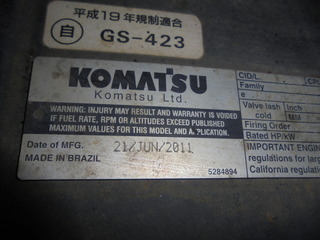 平成19年規制適合
自 GS-423
KOMATSU
Komatsu Ltd.
WARNING: INJURY MAY RESULT AND WARRANTY IS VOIDED
IF FUEL RATE, RPM OR ALTITUDES EXCEED PUBLISHED
MAXIMUM VALUES FOR THIS MODEL AND A.PLICATION.
DATE OF MFG. 21/JUN/2011
MADE IN BRAZIL
5284894
CID/L.
Family
e
Valve lash Inch
cold MM
Firing Order
Rated HP/kW
IMPORTANT ENGIN
regulations for larg
California regulatio